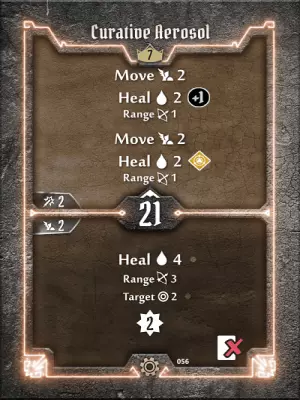 Curative Aerosol
7
Move 2
Heal 2 +1
Range 1
Move 2
Heal 2
Range 1
2
21
2
Heal 4
Range 3
Target 2
2
056